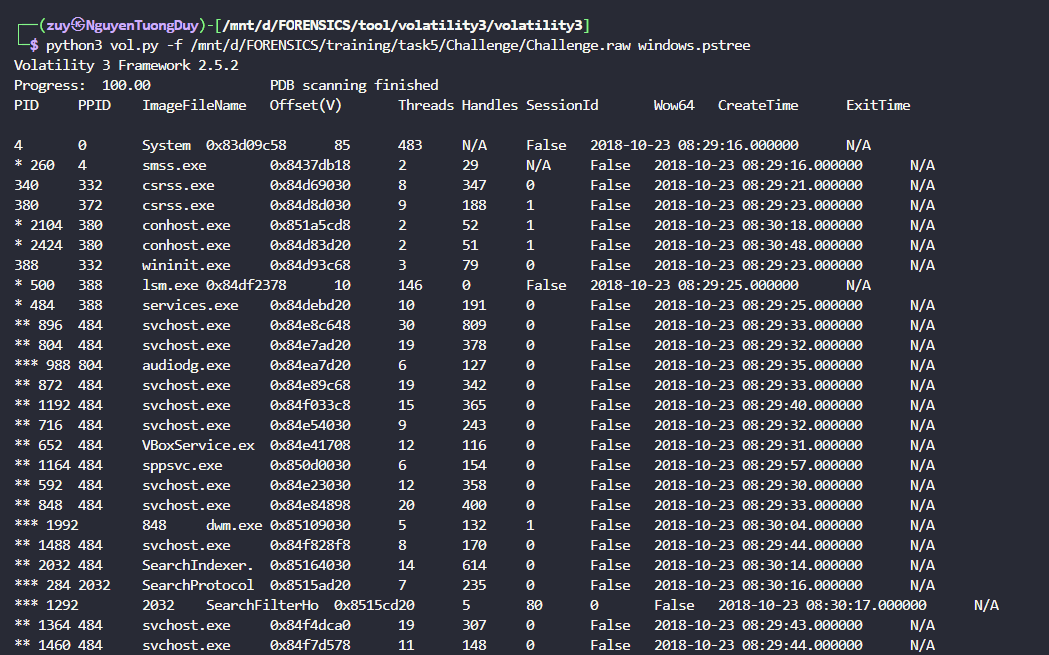 ┌──(zuy㉿NguyenTuongDuy)-[/mnt/d/FORENSICS/tool/volatility3/volatility3]
└─$ python3 vol.py -f /mnt/d/FORENSICS/training/task5/Challenge/Challenge.raw windows.pstree
Volatility 3 Framework 2.5.2
Progress:  100.00               PDB scanning finished
PID     PPID    ImageFileName   Offset(V)       Threads Handles SessionId       Wow64   CreateTime      ExitTime
4       0       System  0x83d09c58      85      483     N/A     False   2018-10-23 08:29:16.000000      N/A
* 260   4       smss.exe        0x8437db18      2       29      N/A     False   2018-10-23 08:29:16.000000      N/A
340     332     csrss.exe       0x84d69030      8       347     0       False   2018-10-23 08:29:21.000000      N/A
380     372     csrss.exe       0x84d8d030      9       188     1       False   2018-10-23 08:29:23.000000      N/A
* 2104  380     conhost.exe     0x851a5cd8      2       52      1       False   2018-10-23 08:30:18.000000      N/A
* 2424  380     conhost.exe     0x84d83d20      2       51      1       False   2018-10-23 08:30:48.000000      N/A
388     332     wininit.exe     0x84d93c68      3       79      0       False   2018-10-23 08:29:23.000000      N/A
* 500   388     lsm.exe 0x84df2378      10      146     0       False   2018-10-23 08:29:25.000000      N/A
* 484   388     services.exe    0x84debd20      10      191     0       False   2018-10-23 08:29:25.000000      N/A
** 896  484     svchost.exe     0x84e8c648      30      809     0       False   2018-10-23 08:29:33.000000      N/A
** 804  484     svchost.exe     0x84e7ad20      19      378     0       False   2018-10-23 08:29:32.000000      N/A
*** 988 804     audiodg.exe     0x84ea7d20      6       127     0       False   2018-10-23 08:29:35.000000      N/A
** 872  484     svchost.exe     0x84e89c68      19      342     0       False   2018-10-23 08:29:33.000000      N/A
** 1192 484     svchost.exe     0x84f033c8      15      365     0       False   2018-10-23 08:29:40.000000      N/A
** 716  484     svchost.exe     0x84e54030      9       243     0       False   2018-10-23 08:29:32.000000      N/A
** 652  484     VBoxService.ex  0x84e41708      12      116     0       False   2018-10-23 08:29:31.000000      N/A
** 1164 484     sppsvc.exe      0x850d0030      6       154     0       False   2018-10-23 08:29:57.000000      N/A
** 592  484     svchost.exe     0x84e23030      12      358     0       False   2018-10-23 08:29:30.000000      N/A
** 848  484     svchost.exe     0x84e84898      20      400     0       False   2018-10-23 08:29:33.000000      N/A
*** 1992        848     dwm.exe 0x85109030      5       132     1       False   2018-10-23 08:30:04.000000      N/A
** 1488 484     svchost.exe     0x84f828f8      8       170     0       False   2018-10-23 08:29:44.000000      N/A
** 2032 484     SearchIndexer.  0x85164030      14      614     0       False   2018-10-23 08:30:14.000000      N/A
*** 284 2032    SearchProtocol  0x8515ad20      7       235     0       False   2018-10-23 08:30:16.000000      N/A
*** 1292        2032    SearchFilterHo  0x8515cd20      5       80      0       False   2018-10-23 08:30:17.000000      N/A
** 1364 484     svchost.exe     0x84f4dca0      19      307     0       False   2018-10-23 08:29:43.000000      N/A
** 1460 484     svchost.exe     0x84f7d578      11      148     0       False   2018-10-23 08:29:44.000000      N/A